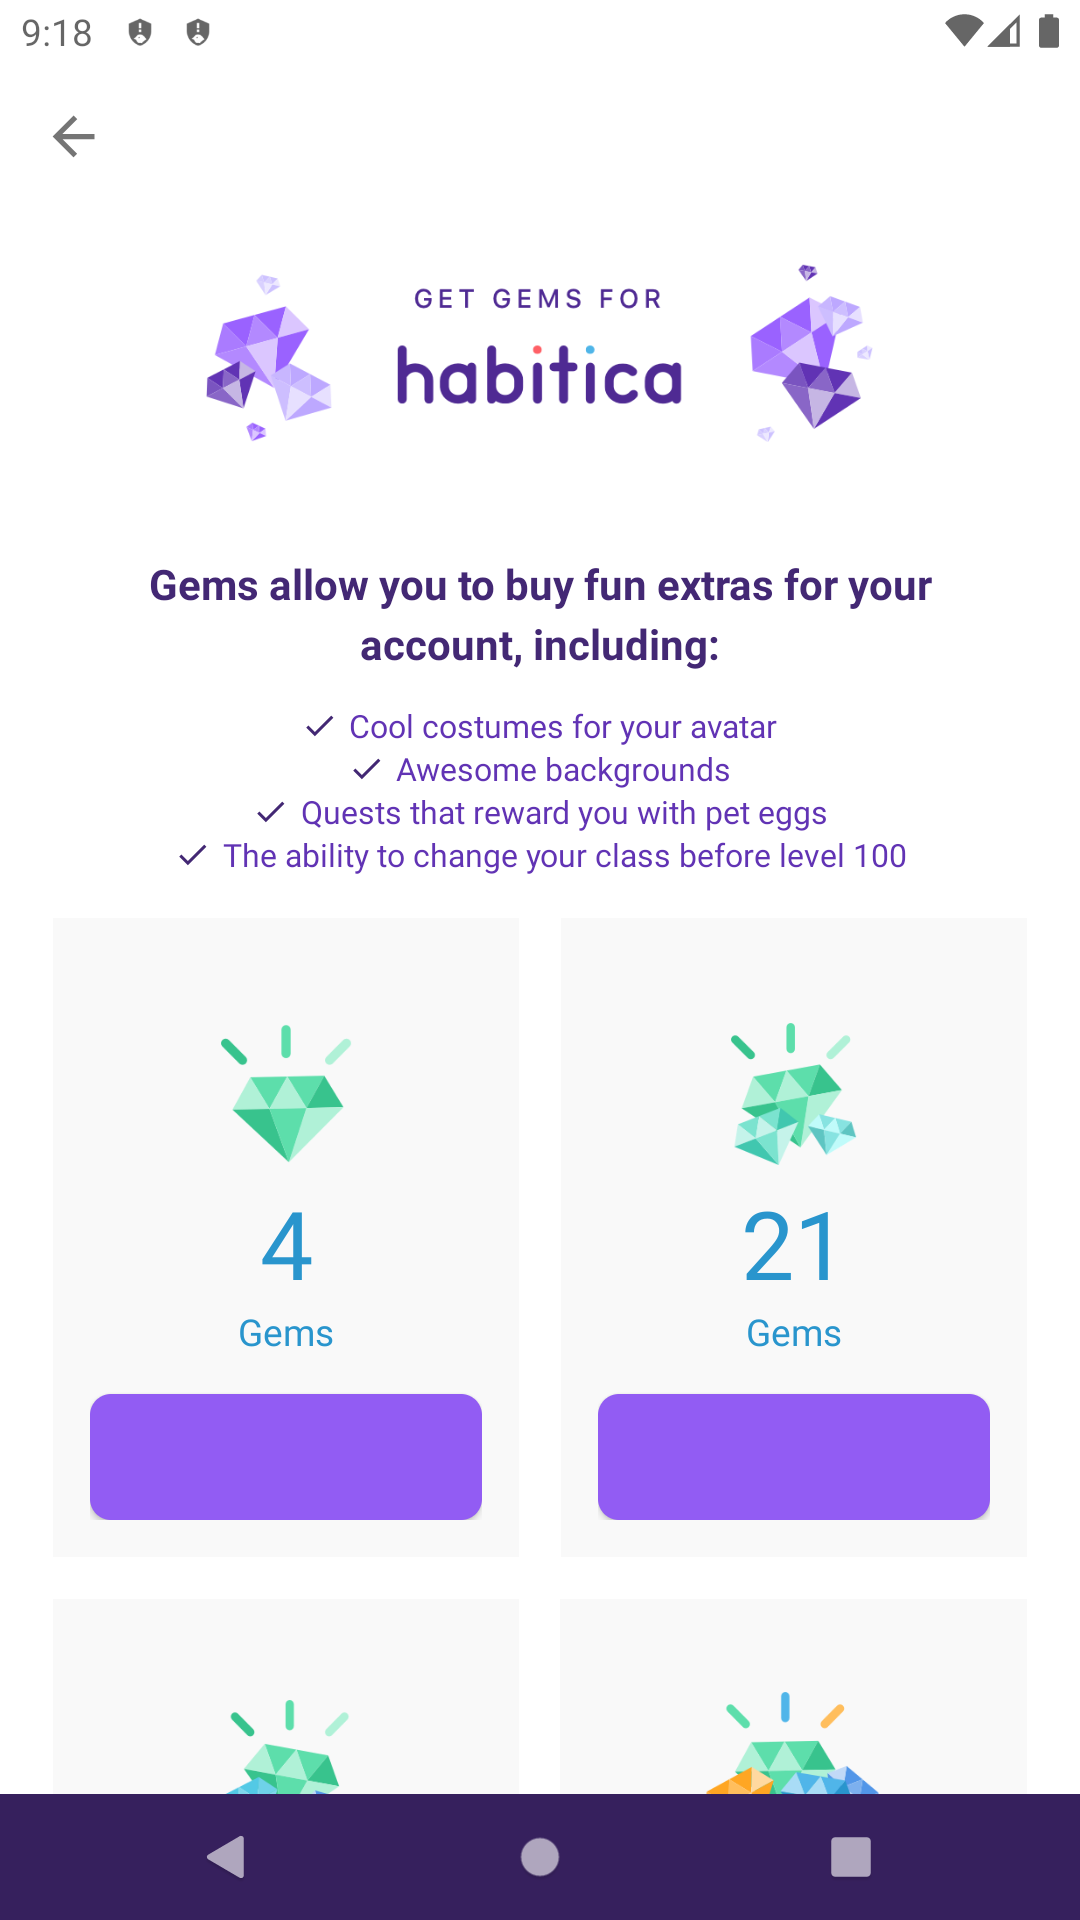 9:18
GET GEMS FOR
habitica
Gems allow you to buy fun extras for your
account, including:
Cool costumes for your avatar
Awesome backgrounds
Quests that reward you with pet eggs
The ability to change your class before level 100
4
Gems
21
Gems